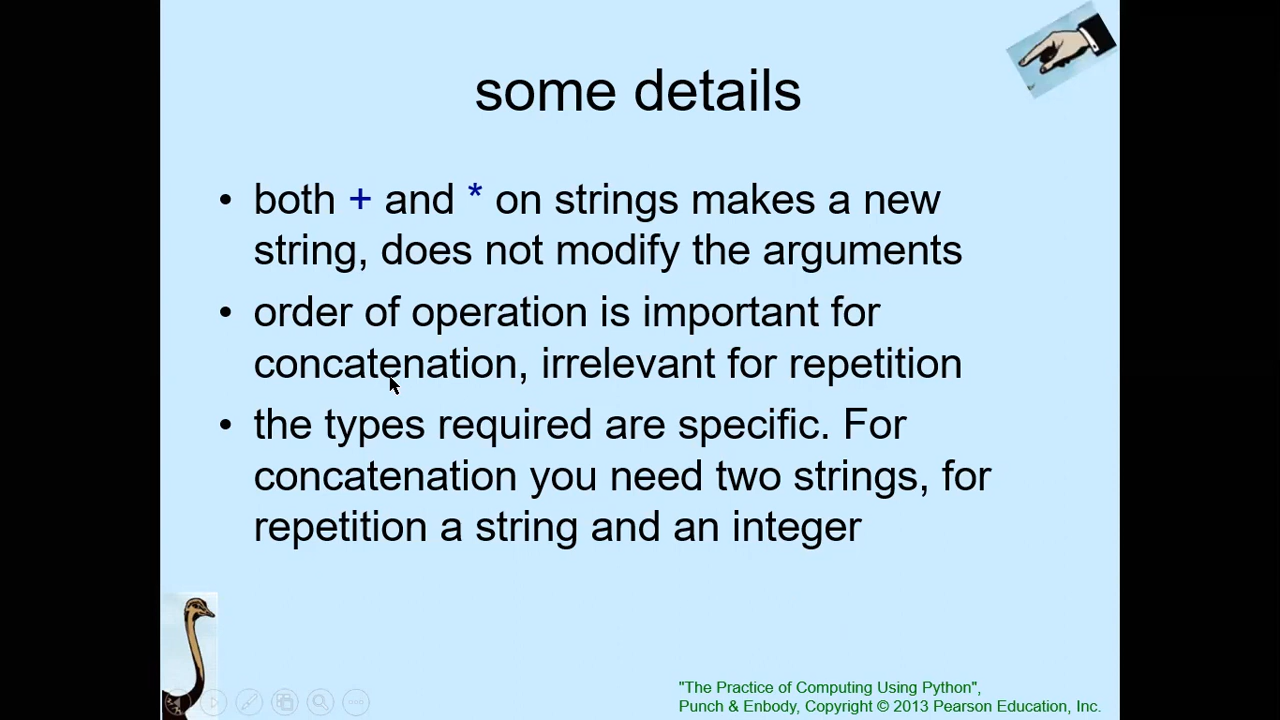 some details
• both + and * on strings makes a new
string, does not modify the arguments
• order of operation is important for
concatenation, irrelevant for repetition
• the types required are specific. For
concatenation you need two strings, for
repetition a string and an integer
"The Practice of Computing Using Python",
Punch & Enbody, Copyright © 2013 Pearson Education, Inc.